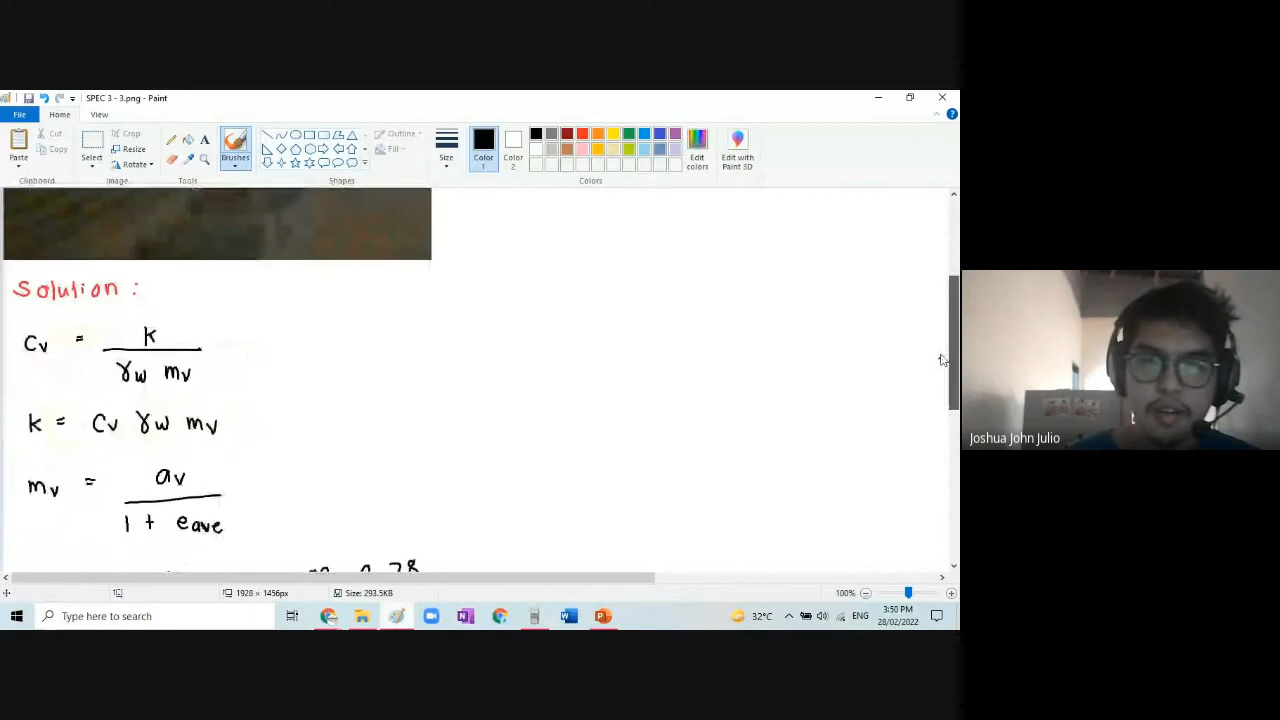 SPEC 3 - 3.png - Paint
File Home View
Paste
Cut
Copy
Clipboard
Select
Crop
Resize
Rotate
Image
A
Tools
Brushes
Outline
Fill
Shapes
Size
Color 1
Color 2
Edit colors
Edit with Paint 3D
Colors
Solution :
Cv = k / γw mv
k = Cv γw mv
mv = av / 1 + eave
0.78
1928 × 1456px
Size: 293.5KB
100%
Type here to search
32°C
ENG
3:50 PM
28/02/2022
Joshua John Julio